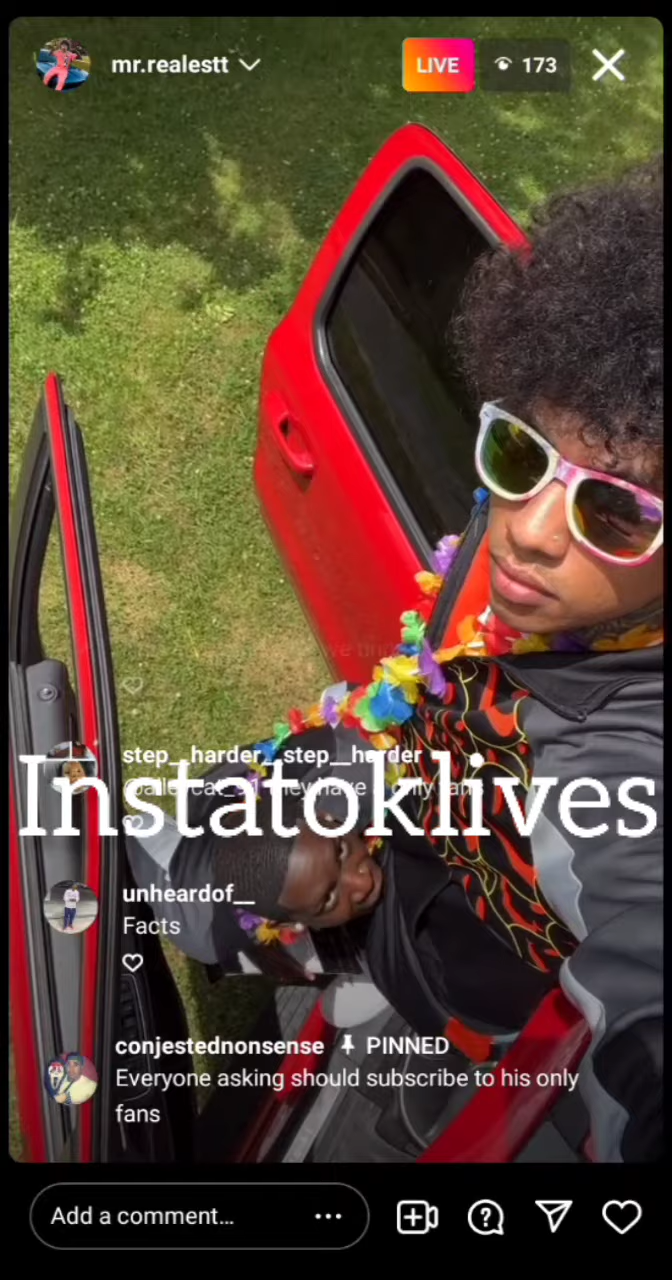 mr.realestt
LIVE
173
step__harder__step__harder
Instatoklives
unheardof__
Facts
conjestednonsense PINNED
Everyone asking should subscribe to his only
fans
Add a comment...